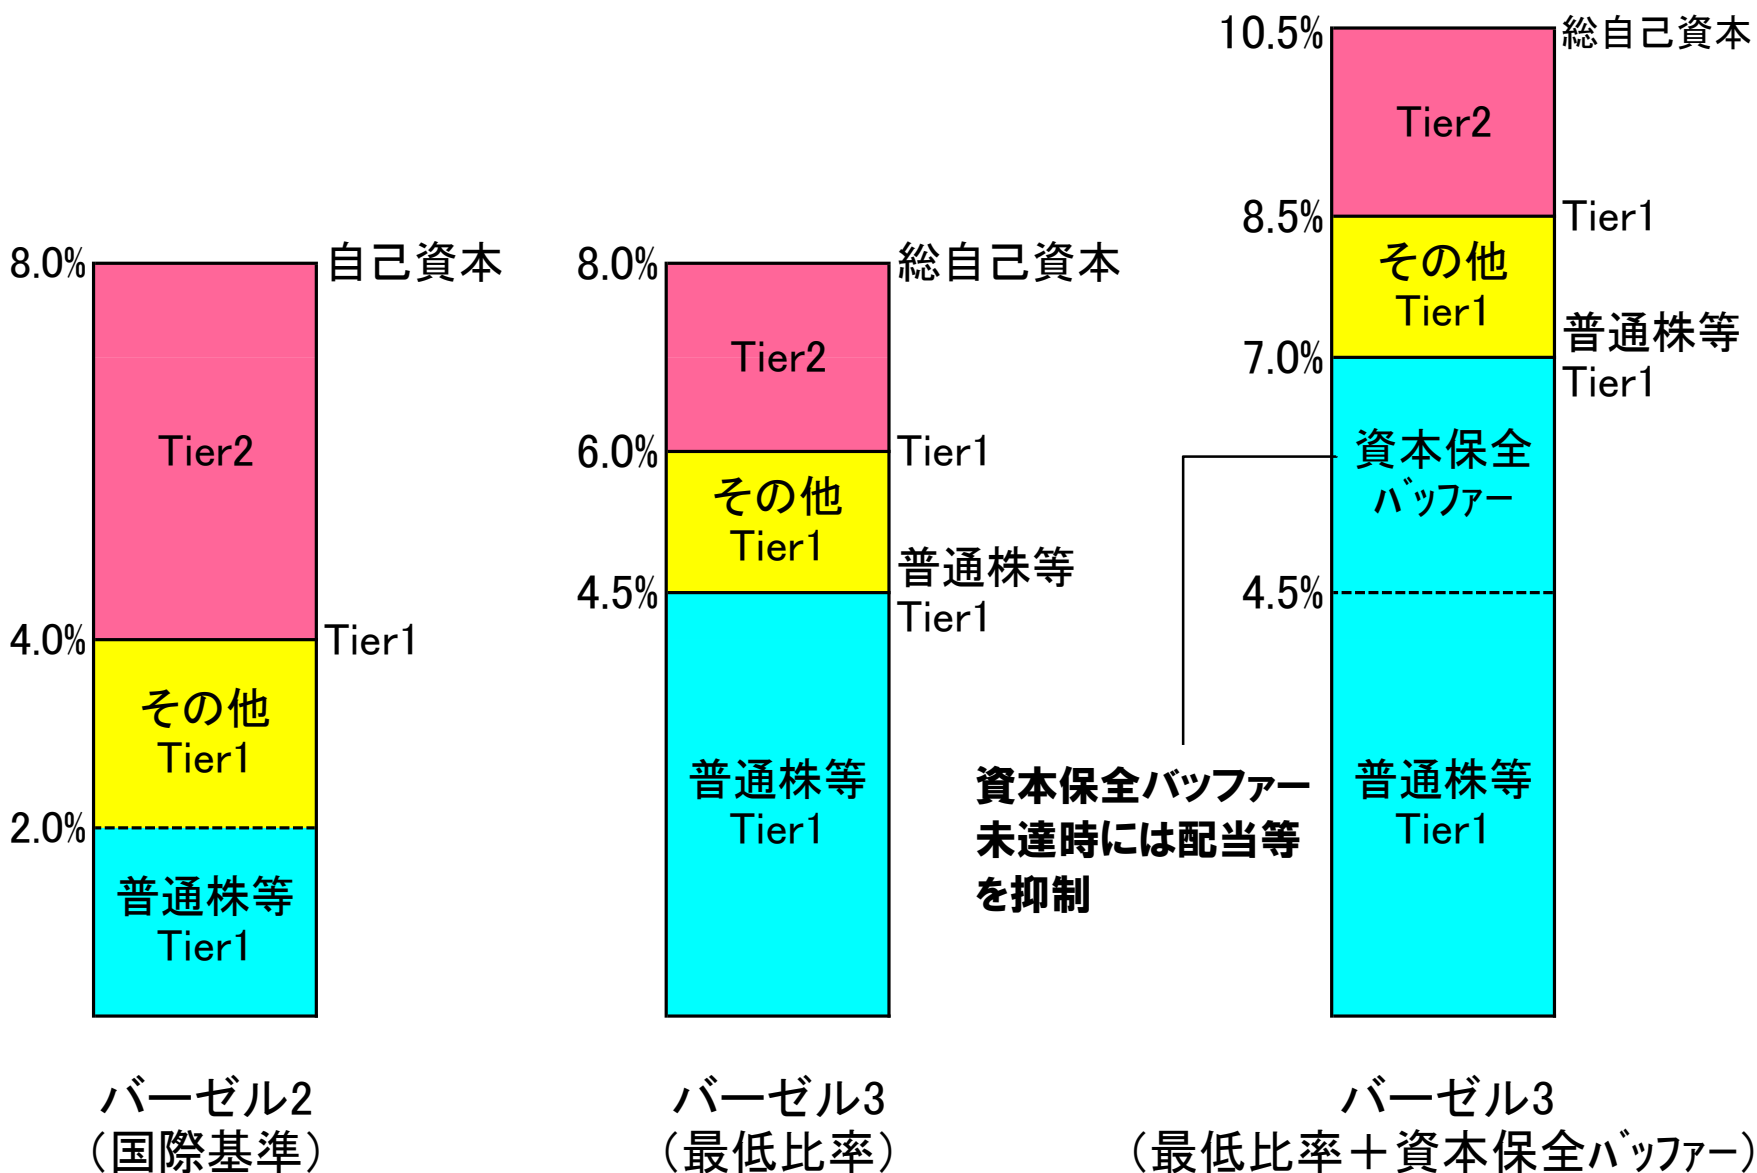 8.0%
自己資本
Tier2
4.0%
Tier1
その他
Tier1
2.0%
普通株等
Tier1
バーゼル2
（国際基準）
8.0%
総自己資本
Tier2
6.0%
Tier1
その他
Tier1
4.5%
普通株等
Tier1
普通株等
Tier1
バーゼル3
（最低比率）
10.5%
総自己資本
Tier2
8.5%
Tier1
その他
Tier1
7.0%
普通株等
Tier1
資本保全
バッファー
4.5%
資本保全バッファー
未達時には配当等
を抑制
普通株等
Tier1
バーゼル3
（最低比率＋資本保全バッファー）